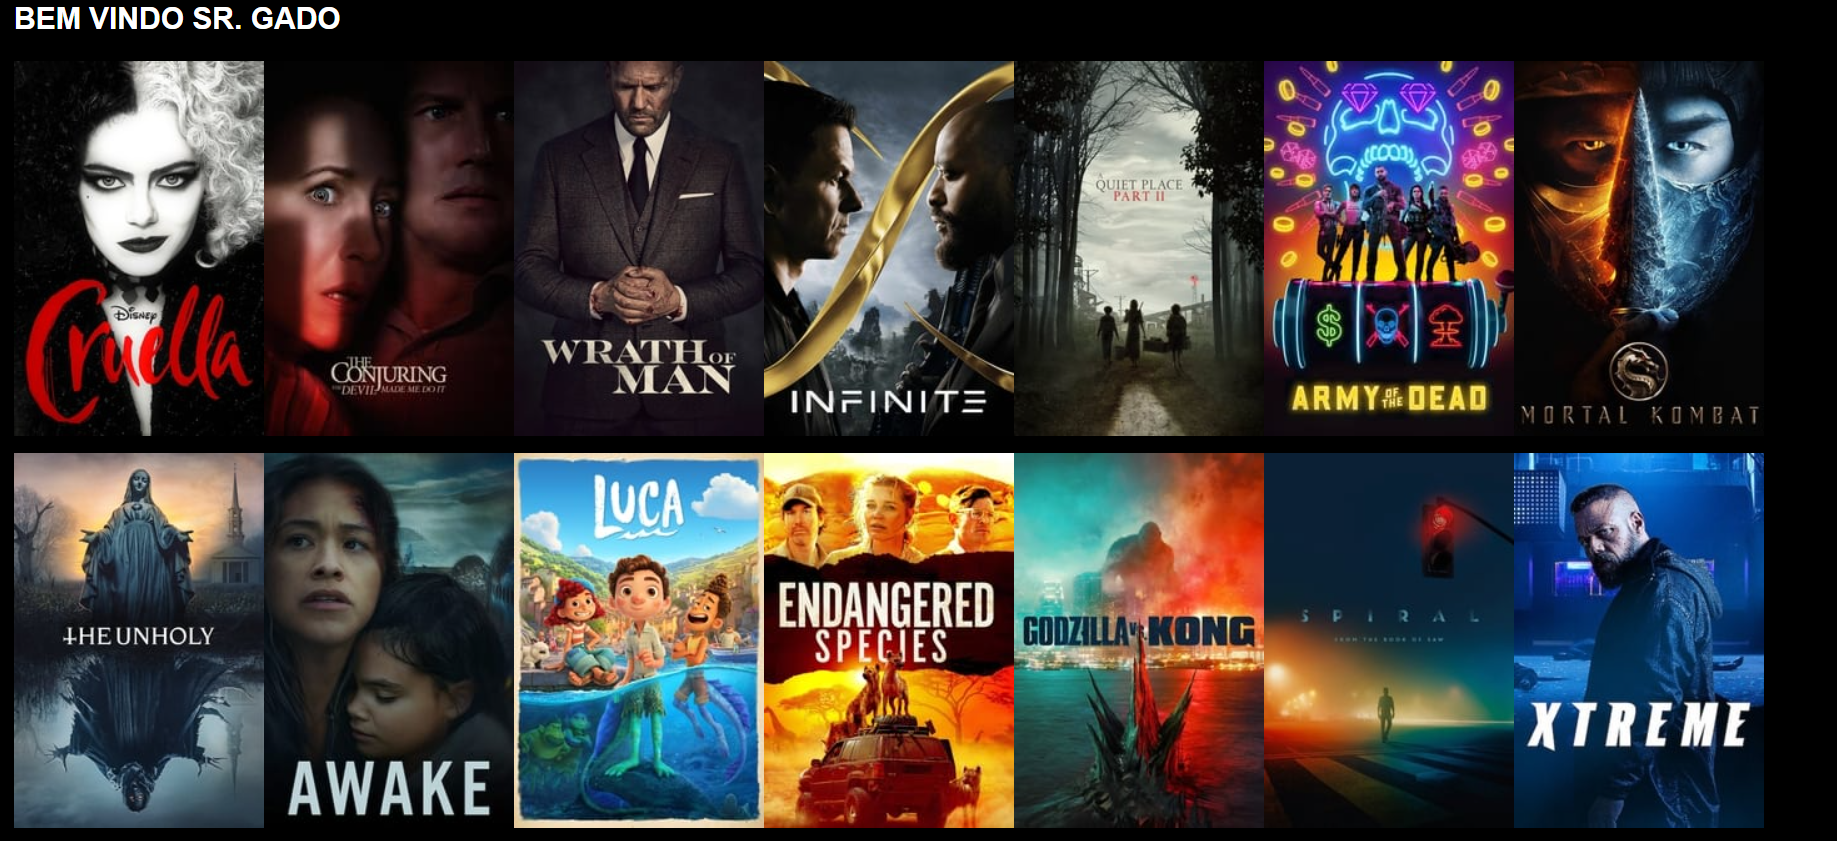 BEM VINDO SR. GADO
DISNEY
Cruella
THE
CONJURING
THE DEVIL MADE ME DO IT
WRATH OF
MAN
INFINITE
A
QUIET PLACE
PART II
$
ARMY OF THE DEAD
MORTAL KOMBAT
THE UNHOLY
AWAKE
LUCA
ENDANGERED
SPECIES
GODZILLA VS KONG
SPIRAL
FROM THE BOOK OF SAW
XTREME